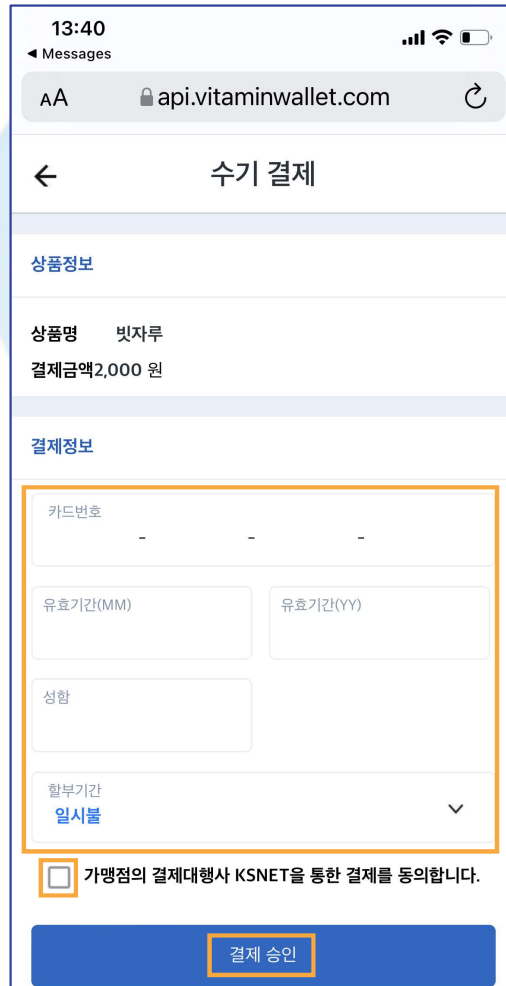 13:40
◀ Messages
AA api.vitaminwallet.com
수기 결제
상품정보
상품명 빗자루
결제금액2,000 원
결제정보
카드번호
- - -
유효기간(MM) 유효기간(YY)
성함
할부기간
일시불
가맹점의 결제대행사 KSNET을 통한 결제를 동의합니다.
결제 승인